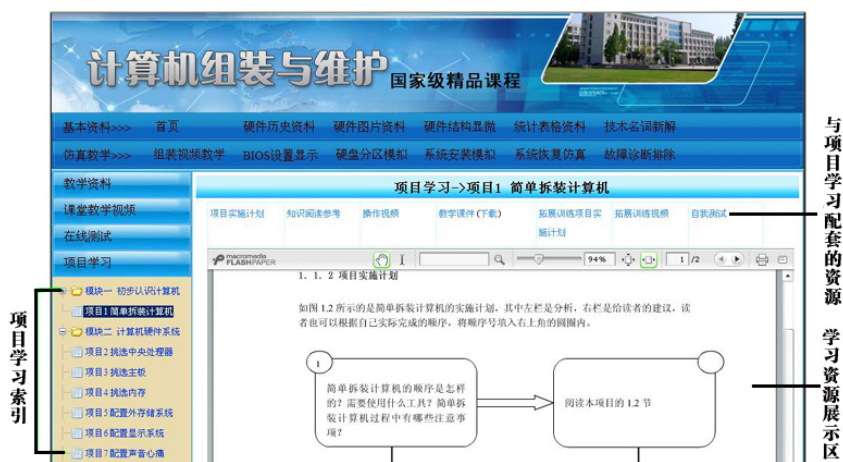 计算机组装与维护 国家级精品课程
基本资料>>> 首页 硬件历史资料 硬件图片资料 硬件结构显微 统计表格资料 技术名词新解
仿真教学>>> 组装视频教学 BIOS设置显示 硬盘分区模拟 系统安装模拟 系统恢复仿真 故障诊断排除
教学资料
课堂教学视频
在线测试
项目学习
模块一 初步认识计算机
项目1 简单拆装计算机
模块二 计算机硬件系统
项目2 挑选中央处理器
项目3 挑选主板
项目4 挑选内存
项目5 配置外存储系统
项目6 配置显示系统
项目7 配置声音心痛
项目学习->项目1 简单拆装计算机
项目实施计划 知识阅读参考 操作视频 教学课件 (下载) 拓展训练项目实施计划 拓展训练视频 自我测试
macromedia
FLASHPAPER
94%
1 /2
1. 1. 2 项目实施计划
如图 1.2 所示的是简单拆装计算机的实施计划，其中左栏是分析，右栏是给读者的建议，读
者也可以根据自己实际完成的顺序，将顺序号填入右上角的圆圈内。
1
简单拆装计算机的顺序是怎样
的？需要使用什么工具？简单拆
装计算机过程中有哪些注意事
项？
阅读本项目的 1.2 节
项目学习索引
与项目学习配套的资源
学习资源展示区